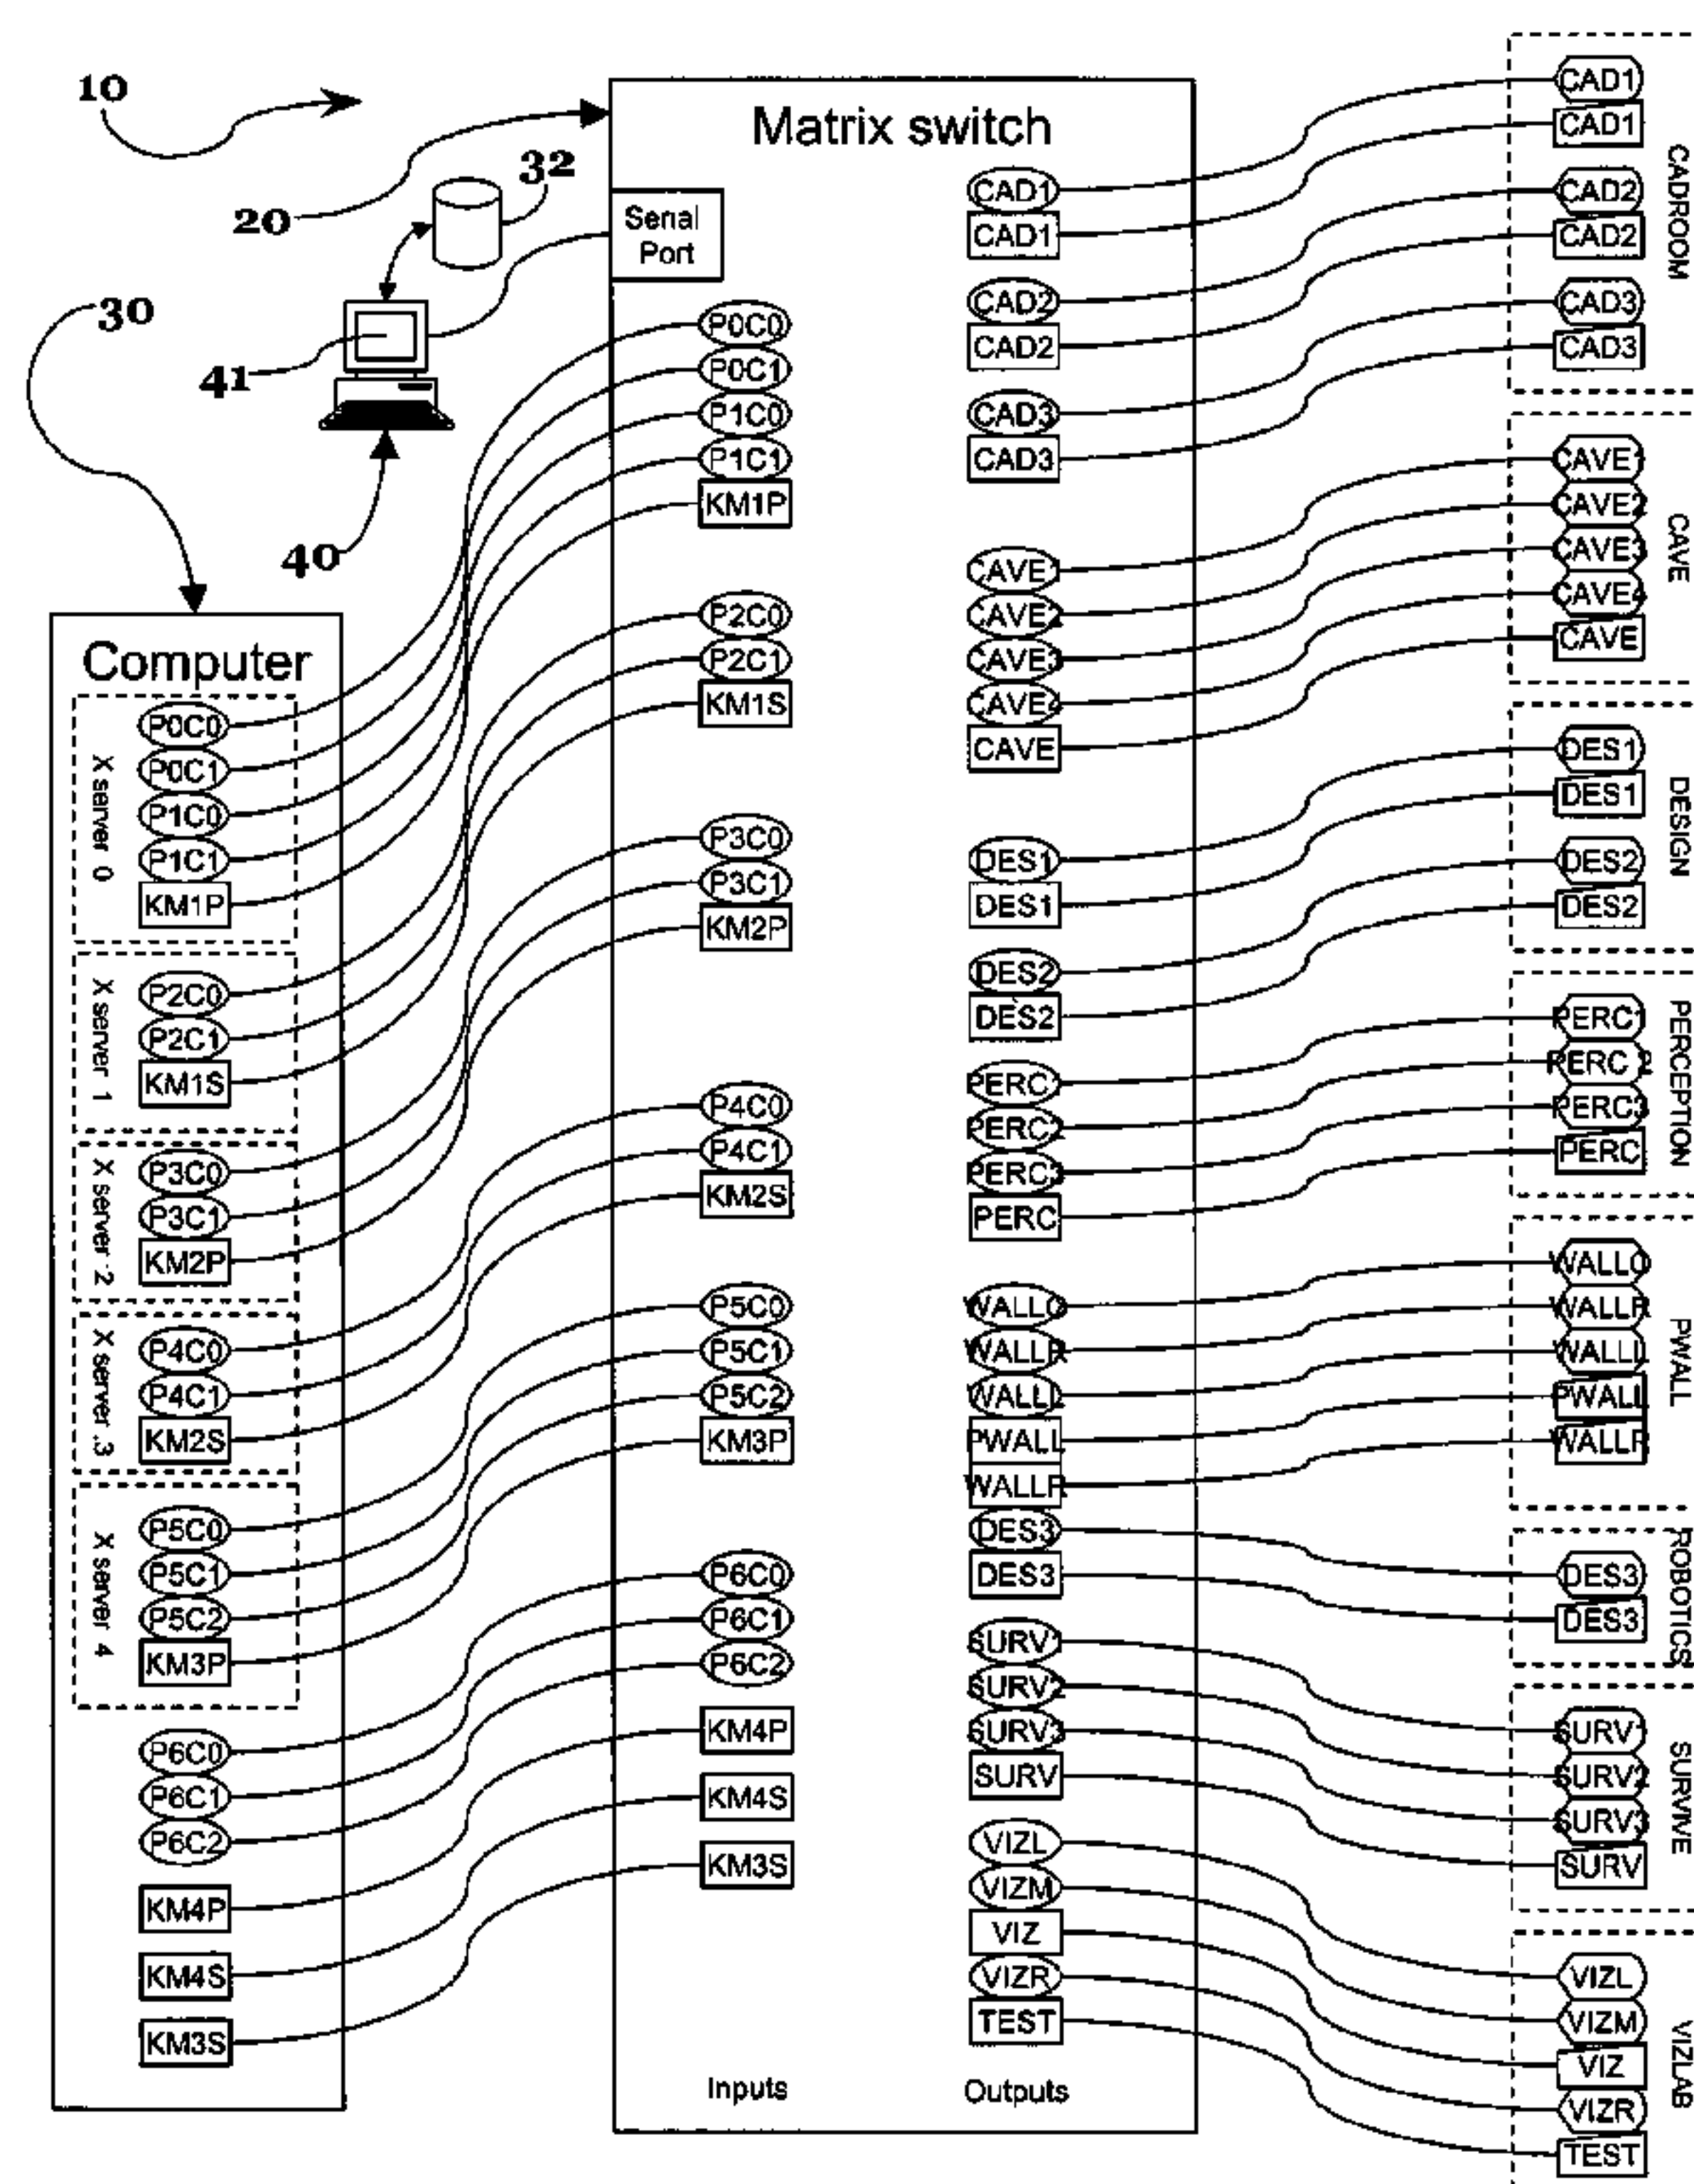 10
20
32
30
41
40
Matrix switch
Serial
Port
Computer
X server 0
P0C0
P0C1
P1C0
P1C1
KM1P
X server 1
P2C0
P2C1
KM1S
X server 2
P3C0
P3C1
KM2P
X server 3
P4C0
P4C1
KM2S
X server 4
P5C0
P5C1
P5C2
KM3P
P6C0
P6C1
P6C2
KM4P
KM4S
KM3S
P0C0
P0C1
P1C0
P1C1
KM1P
P2C0
P2C1
KM1S
P3C0
P3C1
KM2P
P4C0
P4C1
KM2S
P5C0
P5C1
P5C2
KM3P
P6C0
P6C1
P6C2
KM4P
KM4S
KM3S
Inputs
CAD1
CAD1
CAD2
CAD2
CAD3
CAD3
CAVE1
CAVE2
CAVE3
CAVE4
CAVE
DES1
DES1
DES2
DES2
PERC1
PERC2
PERC3
PERC
WALLC
WALLR
WALLL
PWALL
WALLR
DES3
DES3
SURV1
SURV2
SURV3
SURV
VIZL
VIZM
VIZ
VIZR
TEST
Outputs
CADROOM
CAD1
CAD1
CAD2
CAD2
CAD3
CAD3
CAVE
CAVE1
CAVE2
CAVE3
CAVE4
CAVE
DESIGN
DES1
DES1
DES2
DES2
PERCEPTION
PERC1
PERC 2
PERC3
PERC
PWALL
WALLC
WALLR
WALLL
PWALL
WALLR
ROBOTICS
DES3
DES3
SURVIVE
SURV1
SURV2
SURV3
SURV
VIZLAB
VIZL
VIZM
VIZ
VIZR
TEST